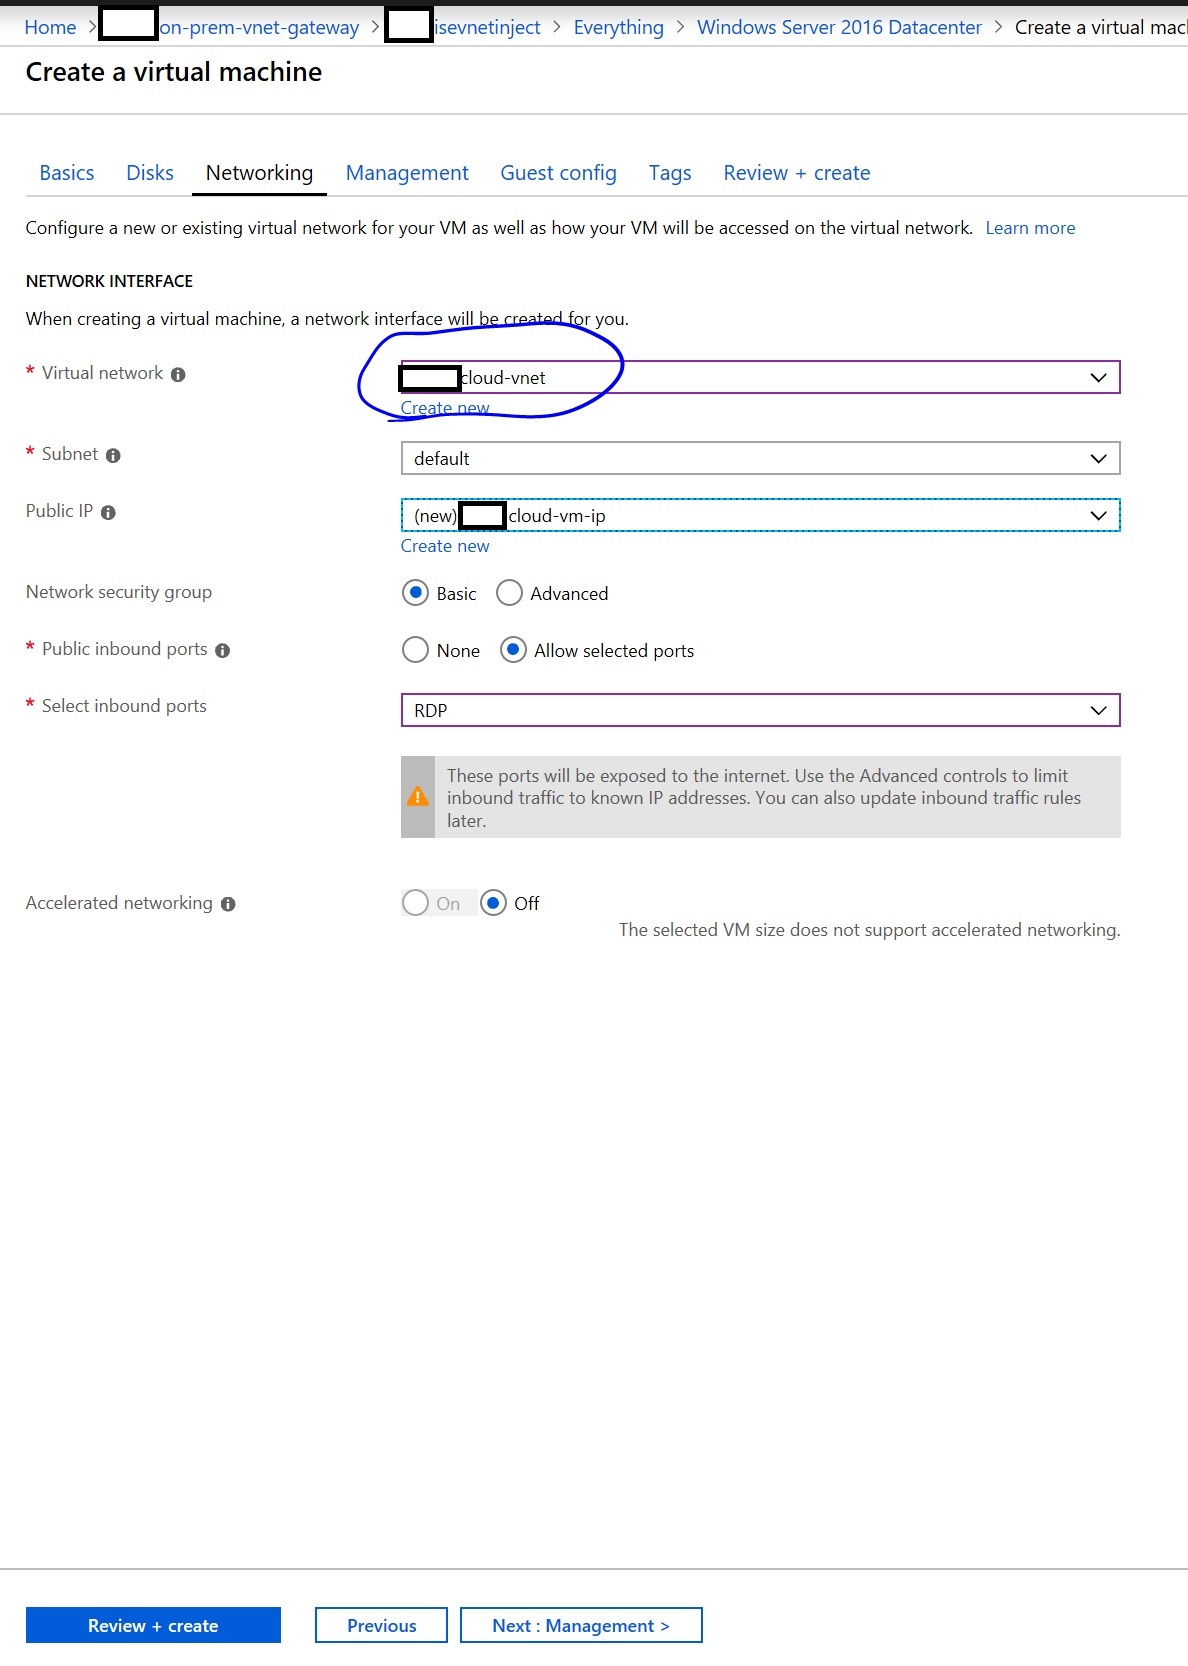 Home > on-prem-vnet-gateway > isevnetinject > Everything > Windows Server 2016 Datacenter > Create a virtual mac
Create a virtual machine
Basics Disks Networking Management Guest config Tags Review + create
Configure a new or existing virtual network for your VM as well as how your VM will be accessed on the virtual network. Learn more
NETWORK INTERFACE
When creating a virtual machine, a network interface will be created for you.
* Virtual network cloud-vnet
Create new
* Subnet default
Public IP (new) cloud-vm-ip
Create new
Network security group Basic Advanced
* Public inbound ports None Allow selected ports
* Select inbound ports RDP
These ports will be exposed to the internet. Use the Advanced controls to limit
inbound traffic to known IP addresses. You can also update inbound traffic rules
later.
Accelerated networking On Off
The selected VM size does not support accelerated networking.
Review + create Previous Next : Management >